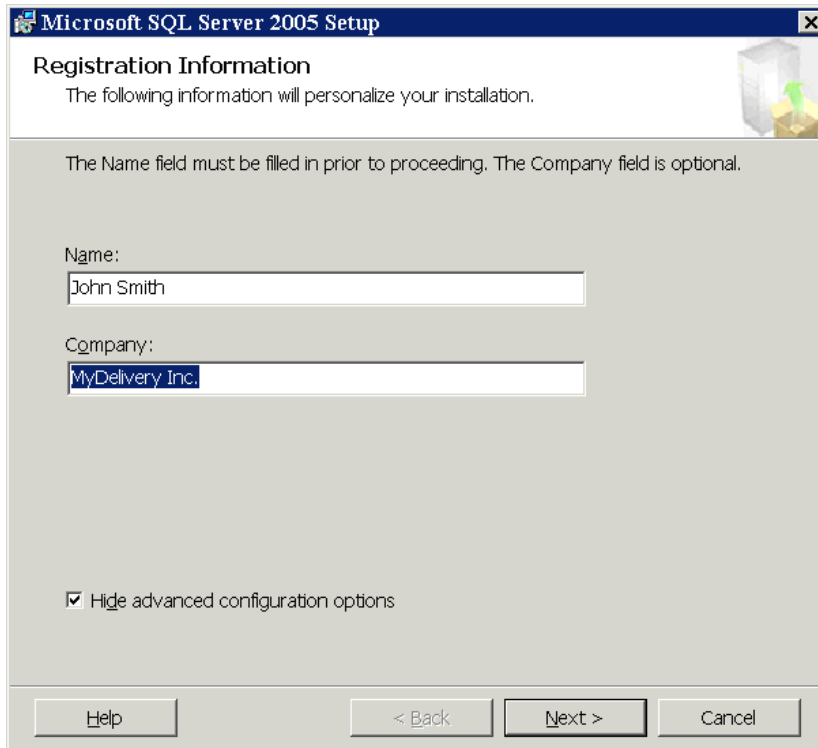 Microsoft SQL Server 2005 Setup
Registration Information
The following information will personalize your installation.
The Name field must be filled in prior to proceeding. The Company field is optional.
Name:
John Smith
Company:
MyDelivery Inc.
Hide advanced configuration options
Help < Back Next > Cancel